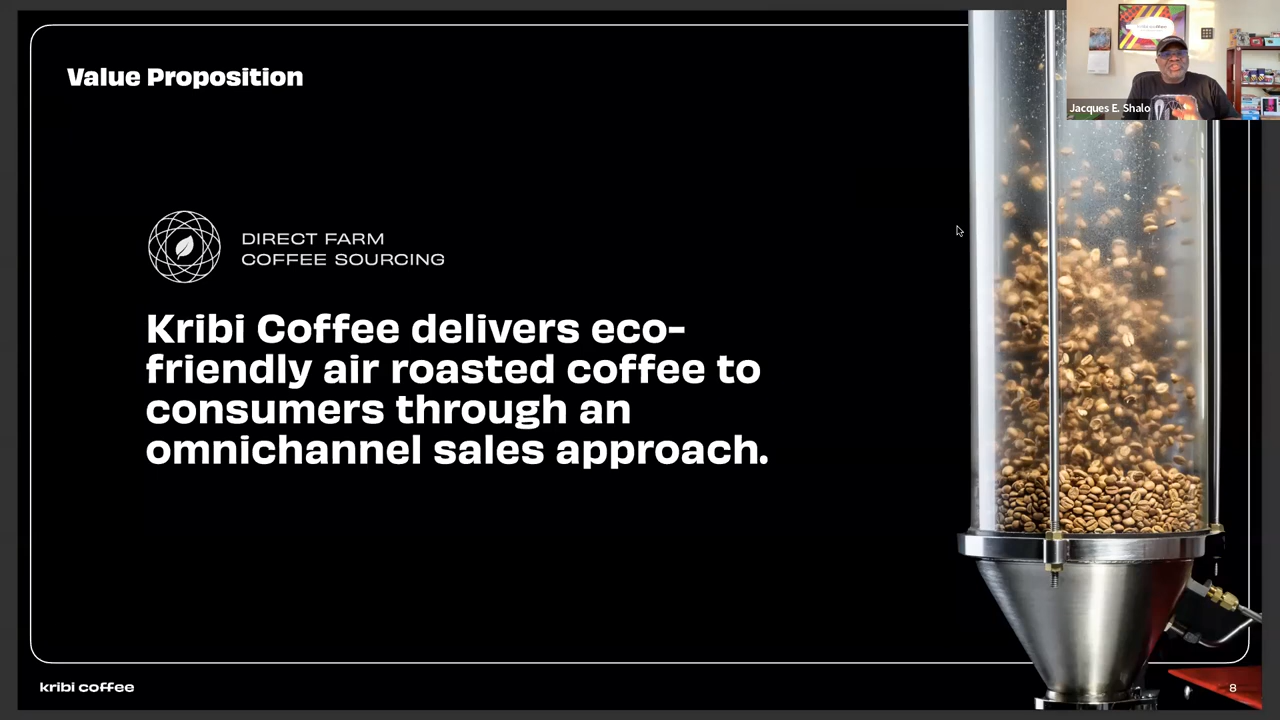 Value Proposition
Jacques E. Shalo
DIRECT FARM
COFFEE SOURCING
Kribi Coffee delivers eco-
friendly air roasted coffee to
consumers through an
omnichannel sales approach.
kribi coffee
8